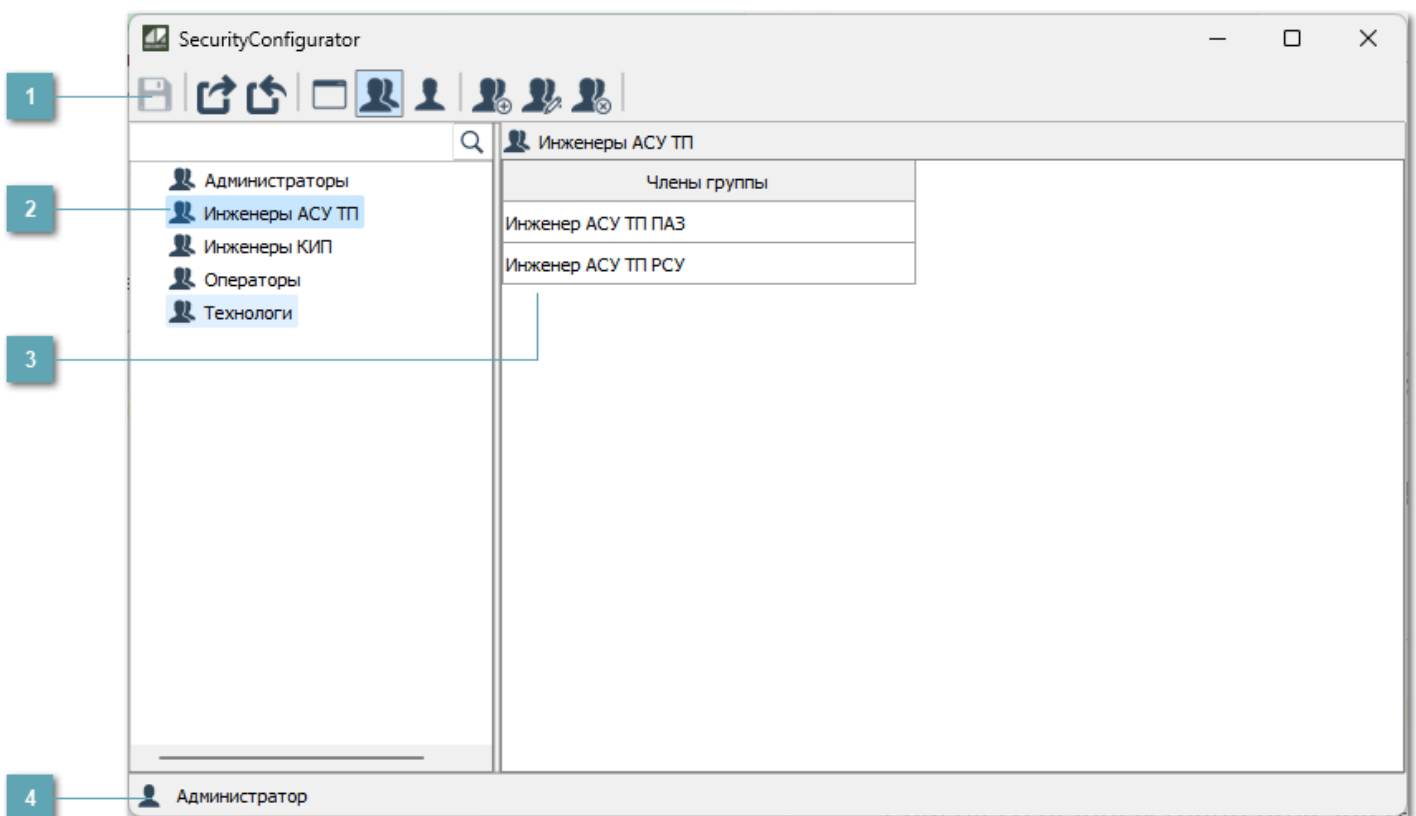 SecurityConfigurator
1
Инженеры АСУ ТП
Администраторы
Члены группы
2
Инженеры АСУ ТП
Инженер АСУ ТП ПАЗ
Инженеры КИП
Инженер АСУ ТП РСУ
Операторы
Технологи
3
4
Администратор